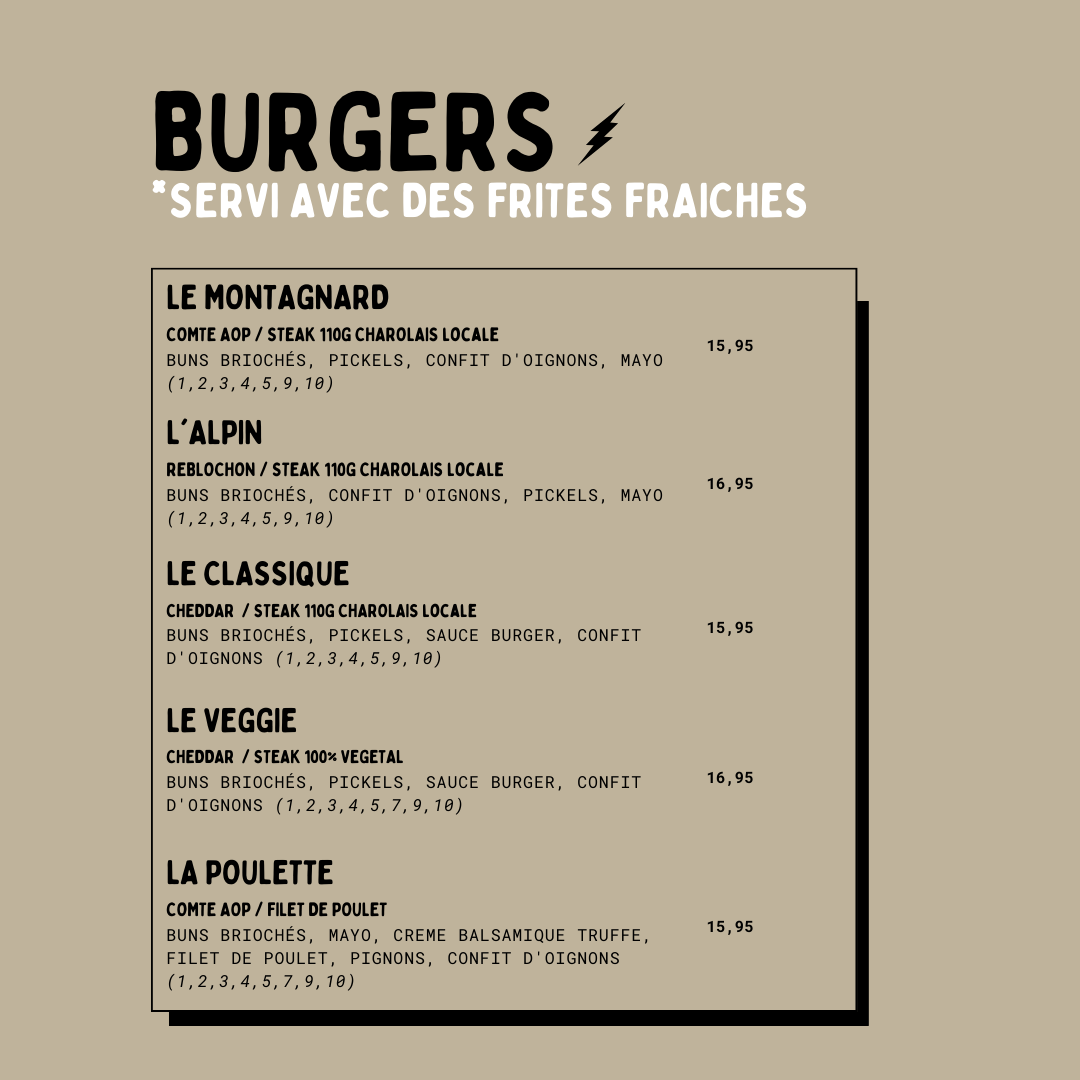 BURGERS
*SERVI AVEC DES FRITES FRAICHES
LE MONTAGNARD
COMTE AOP / STEAK 110G CHAROLAIS LOCALE
BUNS BRIOCHÉS, PICKELS, CONFIT D'OIGNONS, MAYO
(1,2,3,4,5,9,10)
15,95
L'ALPIN
REBLOCHON / STEAK 110G CHAROLAIS LOCALE
BUNS BRIOCHÉS, CONFIT D'OIGNONS, PICKELS, MAYO
(1,2,3,4,5,9,10)
16,95
LE CLASSIQUE
CHEDDAR / STEAK 110G CHAROLAIS LOCALE
BUNS BRIOCHÉS, PICKELS, SAUCE BURGER, CONFIT
D'OIGNONS (1,2,3,4,5,9,10)
15,95
LE VEGGIE
CHEDDAR / STEAK 100% VEGETAL
BUNS BRIOCHÉS, PICKELS, SAUCE BURGER, CONFIT
D'OIGNONS (1,2,3,4,5,7,9,10)
16,95
LA POULETTE
COMTE AOP / FILET DE POULET
BUNS BRIOCHÉS, MAYO, CREME BALSAMIQUE TRUFFE,
FILET DE POULET, PIGNONS, CONFIT D'OIGNONS
(1,2,3,4,5,7,9,10)
15,95